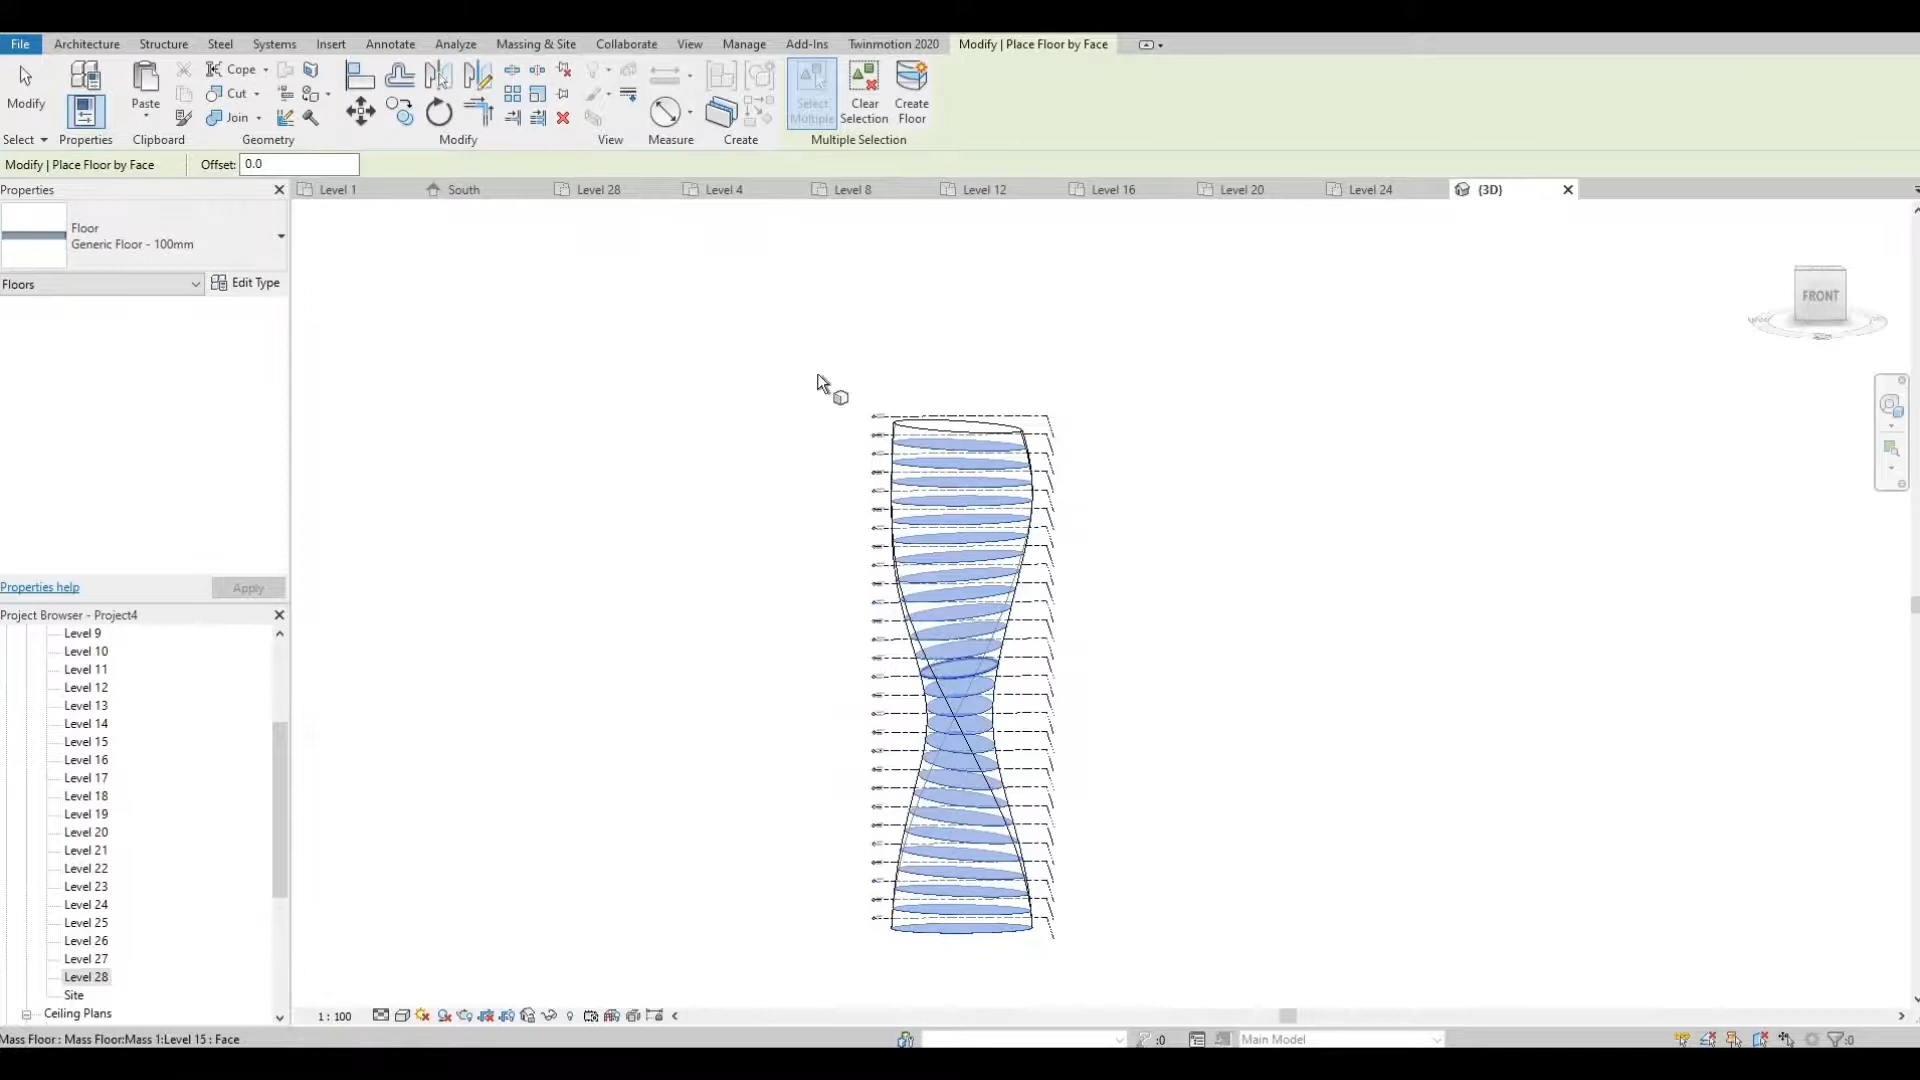 File Architecture Structure Steel Systems Insert Annotate Analyze Massing & Site Collaborate View Manage Add-Ins Twinmotion 2020 Modify | Place Floor by Face
Cope
Cut
Join
Modify Paste Select Multiple Clear Selection Create Floor
Select Properties Clipboard Geometry Modify View Measure Create Multiple Selection
Modify | Place Floor by Face Offset: 0.0
Properties Level 1 South Level 28 Level 4 Level 8 Level 12 Level 16 Level 20 Level 24 {3D}
Floor
Generic Floor - 100mm
Floors Edit Type
FRONT
Properties help Apply
Project Browser - Project4
Level 9
Level 10
Level 11
Level 12
Level 13
Level 14
Level 15
Level 16
Level 17
Level 18
Level 19
Level 20
Level 21
Level 22
Level 23
Level 24
Level 25
Level 26
Level 27
Level 28
Site
Ceiling Plans
1 : 100
Mass Floor : Mass Floor:Mass 1:Level 15 : Face :0 Main Model :0